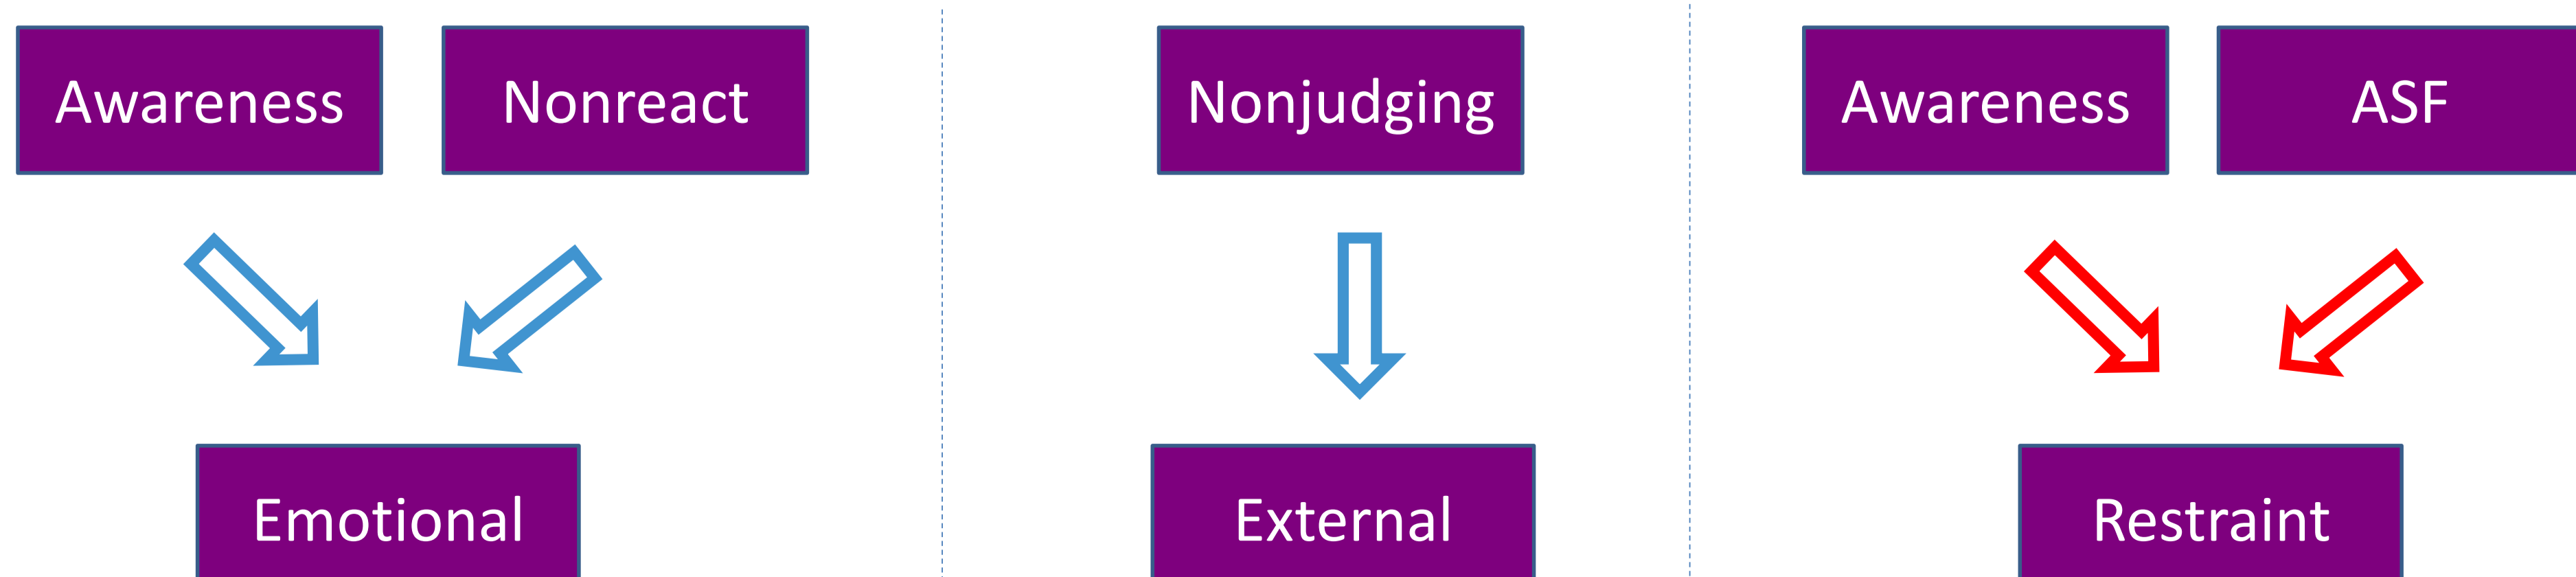 Awareness
Nonreact
Nonjudging
Awareness
ASF
Emotional
External
Restraint